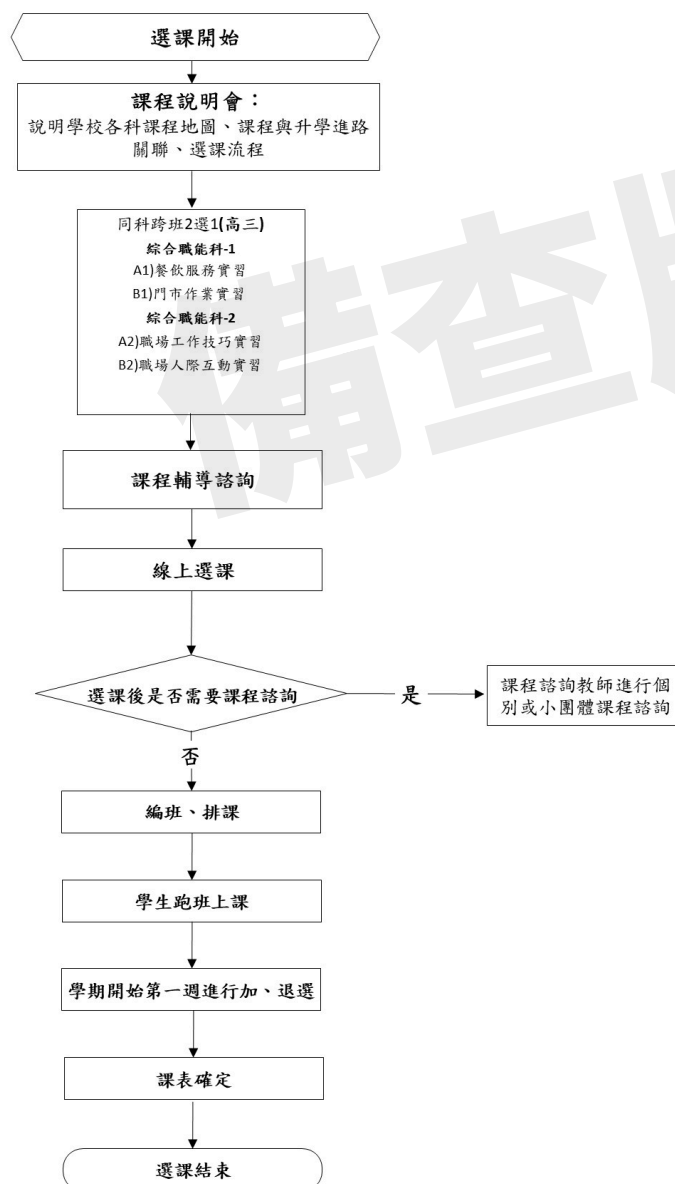 選課開始
課程說明會：
說明學校各科課程地圖、課程與升學進路
關聯、選課流程
同科跨班2選1(高三)
綜合職能科-1
A1)餐飲服務實習
B1)門市作業實習
綜合職能科-2
A2)職場工作技巧實習
B2)職場人際互動實習
課程輔導諮詢
線上選課
選課後是否需要課程諮詢
是
課程諮詢教師進行個
別或小團體課程諮詢
否
編班、排課
學生跑班上課
學期開始第一週進行加、退選
課表確定
選課結束
備查版